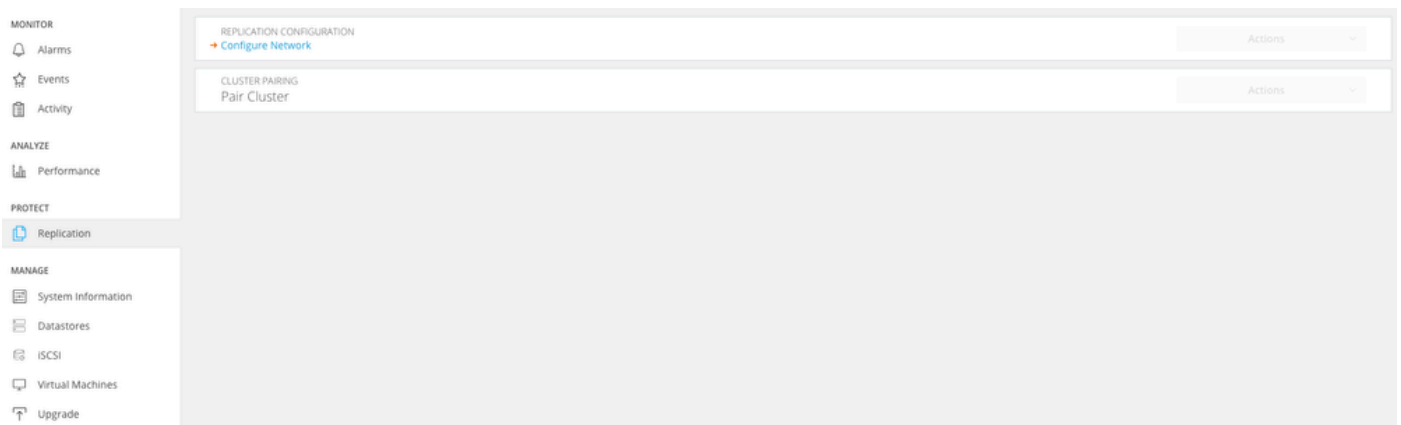 MONITOR
Alarms
Events
Activity
ANALYZE
Performance
PROTECT
Replication
MANAGE
System Information
Datastores
iSCSI
Virtual Machines
Upgrade
REPLICATION CONFIGURATION
Configure Network
Actions
CLUSTER PAIRING
Pair Cluster
Actions